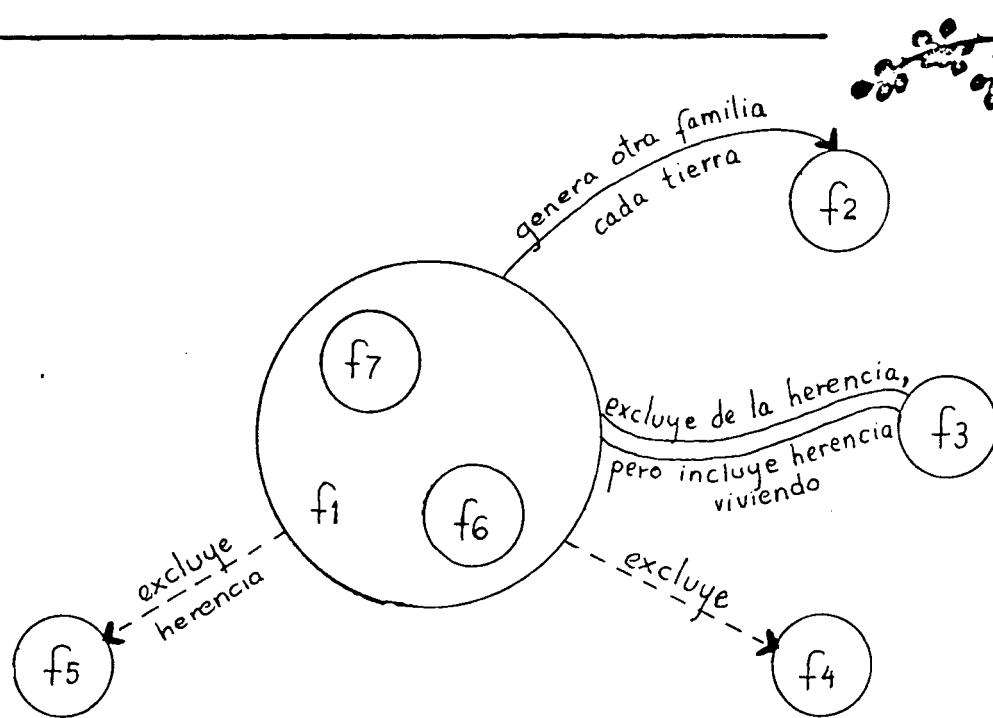 genera otra familia
cada tierra
f2
f7
excluye de la herencia,
pero incluye herencia
viviendo
f3
f1
f6
excluye
herencia
excluye
f5
f4